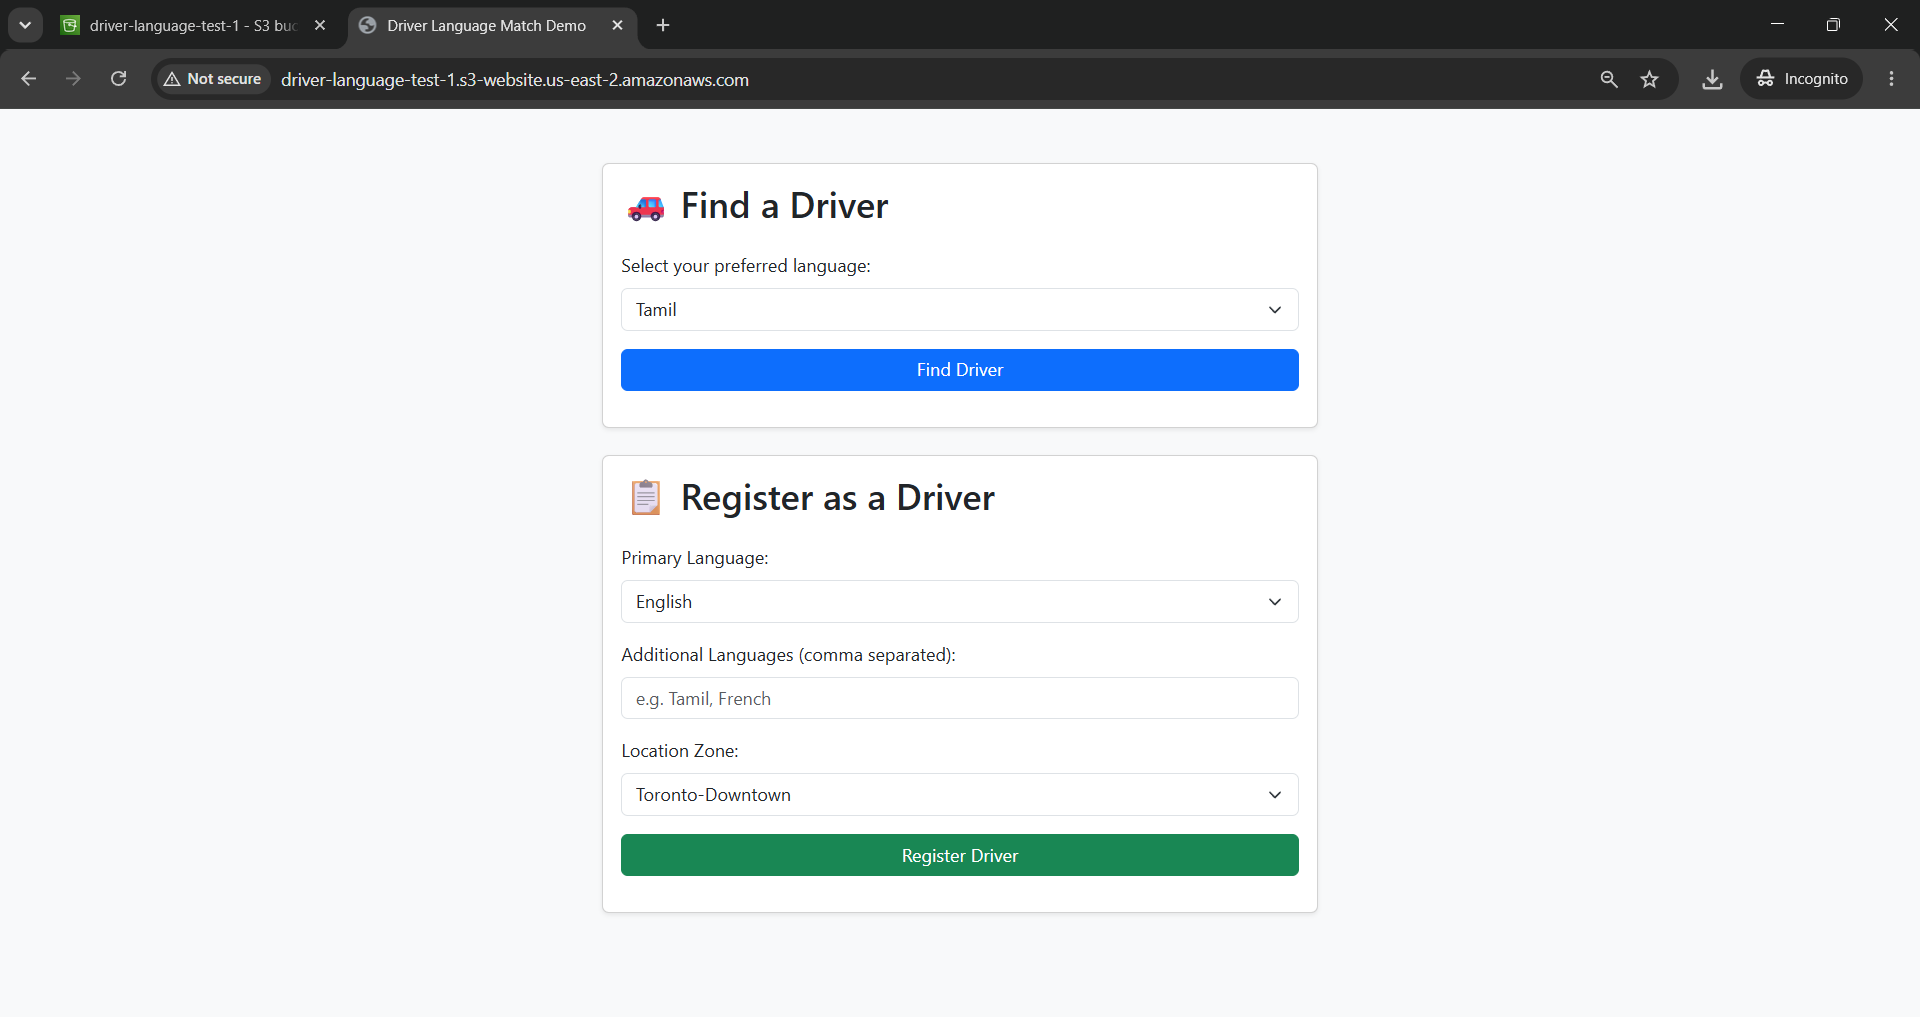 driver-language-test-1 - S3 buc
Driver Language Match Demo
Not secure
driver-language-test-1.s3-website.us-east-2.amazonaws.com
Incognito
Find a Driver
Select your preferred language:
Tamil
Find Driver
Register as a Driver
Primary Language:
English
Additional Languages (comma separated):
e.g. Tamil, French
Location Zone:
Toronto-Downtown
Register Driver